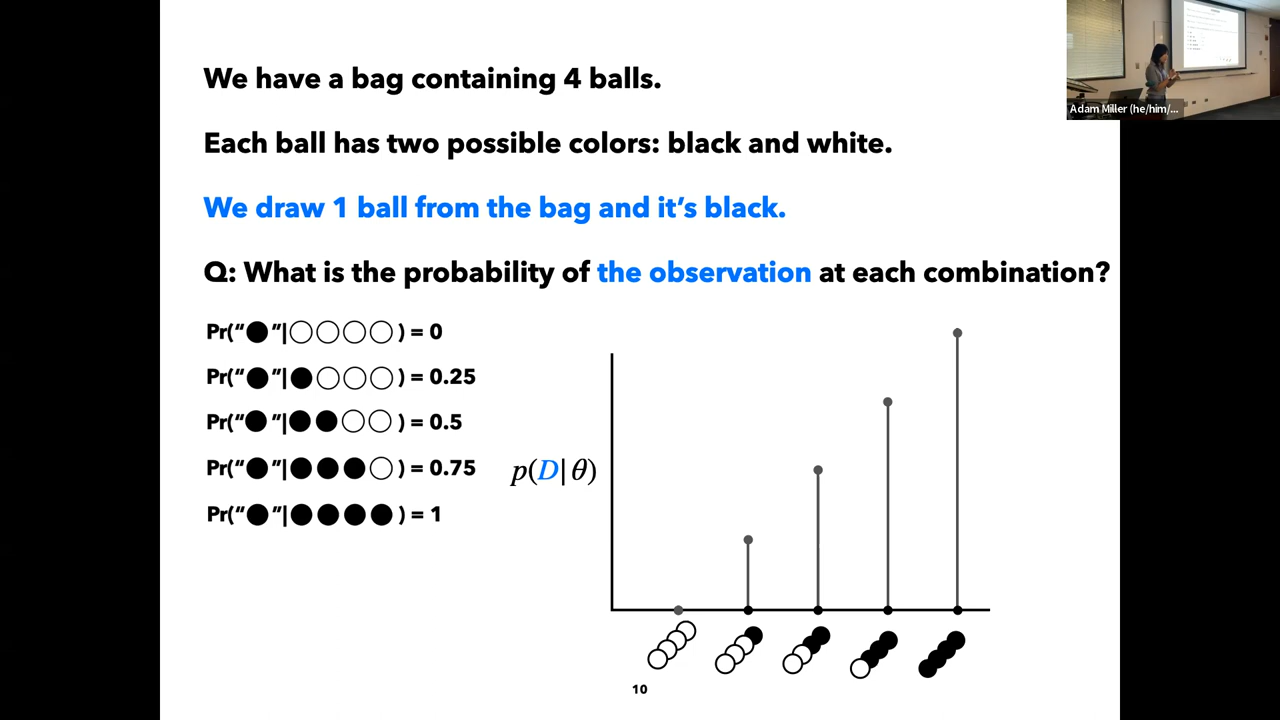 We have a bag containing 4 balls.
Each ball has two possible colors: black and white.
We draw 1 ball from the bag and it's black.
Q: What is the probability of the observation at each combination?
Pr("●"|○○○○) = 0
Pr("●"|●○○○) = 0.25
Pr("●"|●●○○) = 0.5
Pr("●"|●●●○) = 0.75
Pr("●"|●●●●) = 1
p(D|θ)
10
Adam Miller (he/him/...